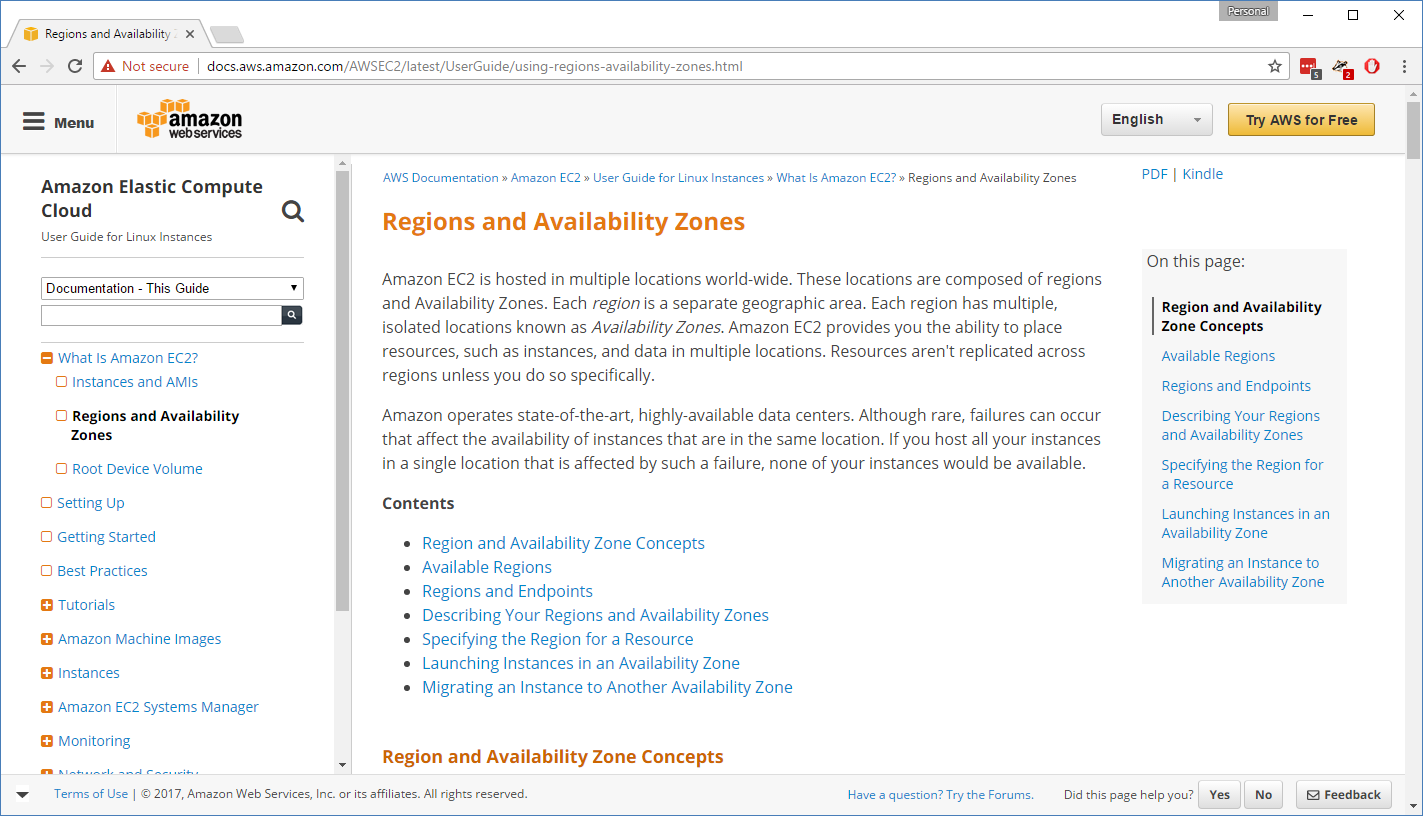 Personal
Regions and Availability
Not secure
docs.aws.amazon.com/AWSEC2/latest/UserGuide/using-regions-availability-zones.html
5
2
Menu
amazon
web services
English
Try AWS for Free
Amazon Elastic Compute
Cloud
User Guide for Linux Instances
Documentation - This Guide
What Is Amazon EC2?
Instances and AMIs
Regions and Availability
Zones
Root Device Volume
Setting Up
Getting Started
Best Practices
Tutorials
Amazon Machine Images
Instances
Amazon EC2 Systems Manager
Monitoring
Network and Security
AWS Documentation » Amazon EC2 » User Guide for Linux Instances » What Is Amazon EC2? » Regions and Availability Zones
Regions and Availability Zones
Amazon EC2 is hosted in multiple locations world-wide. These locations are composed of regions
and Availability Zones. Each region is a separate geographic area. Each region has multiple,
isolated locations known as Availability Zones. Amazon EC2 provides you the ability to place
resources, such as instances, and data in multiple locations. Resources aren't replicated across
regions unless you do so specifically.
Amazon operates state-of-the-art, highly-available data centers. Although rare, failures can occur
that affect the availability of instances that are in the same location. If you host all your instances
in a single location that is affected by such a failure, none of your instances would be available.
Contents
Region and Availability Zone Concepts
Available Regions
Regions and Endpoints
Describing Your Regions and Availability Zones
Specifying the Region for a Resource
Launching Instances in an Availability Zone
Migrating an Instance to Another Availability Zone
Region and Availability Zone Concepts
PDF | Kindle
On this page:
Region and Availability
Zone Concepts
Available Regions
Regions and Endpoints
Describing Your Regions
and Availability Zones
Specifying the Region for
a Resource
Launching Instances in an
Availability Zone
Migrating an Instance to
Another Availability Zone
Terms of Use | © 2017, Amazon Web Services, Inc. or its affiliates. All rights reserved.
Have a question? Try the Forums.
Did this page help you?
Yes
No
Feedback